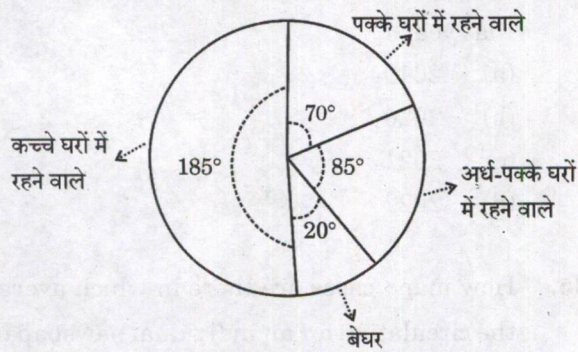 पक्के घरों में रहने वाले
70°
कच्चे घरों में
रहने वाले
185°
85°
अर्ध-पक्के घरों
में रहने वाले
20°
बेघर